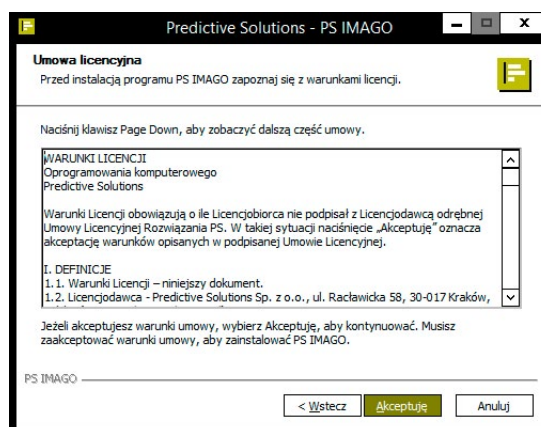 Predictive Solutions - PS IMAGO
Umowa licencyjna
Przed instalacją programu PS IMAGO zapoznaj się z warunkami licencji.
Naciśnij klawisz Page Down, aby zobaczyć dalszą część umowy.
WARUNKI LICENCJI
Oprogramowania komputerowego
Predictive Solutions
Warunki Licencji obowiązują o ile Licencjobiorca nie podpisał z Licencjodawcą odrębnej
Umowy Licencyjnej Rozwiązania PS. W takiej sytuacji naciśnięcie „Akceptuję” oznacza
akceptację warunków opisanych w podpisanej Umowie Licencyjnej.
I. DEFINICJE
1.1. Warunki Licencji – niniejszy dokument.
1.2. Licencjodawca - Predictive Solutions Sp. z o.o., ul. Racławicka 58, 30-017 Kraków,
Jeżeli akceptujesz warunki umowy, wybierz Akceptuję, aby kontynuować. Musisz
zaakceptować warunki umowy, aby zainstalować PS IMAGO.
PS IMAGO
< Wstecz
Akceptuję
Anuluj